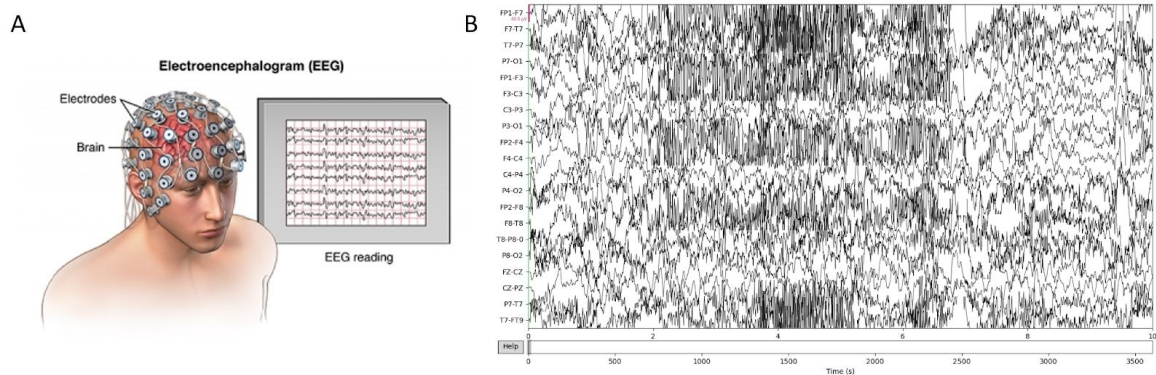 A
B
Electroencephalogram (EEG)
Electrodes
Brain
EEG reading
FP1-F7
F7-T7
T7-P7
P7-O1
FP1-F3
F3-C3
C3-P3
P3-O1
FP2-F4
F4-C4
C4-P4
P4-O2
FP2-F8
F8-T8
T8-P8-0
P8-O2
FZ-CZ
CZ-PZ
P7-T7
T7-FT9
0 2 4 6 8 10
Help
0 500 1000 1500 2000 2500 3000 3500
Time (s)